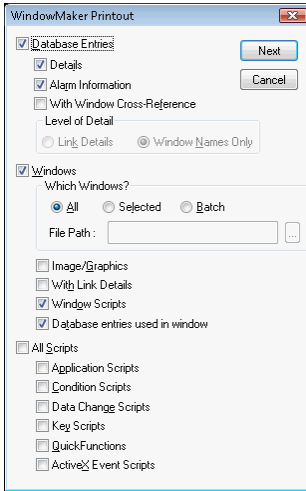 WindowMaker Printout
Database Entries
Next
Details
Alarm Information
Cancel
With Window Cross-Reference
Level of Detail
Link Details
Window Names Only
Windows
Which Windows?
All
Selected
Batch
File Path :
...
Image/Graphics
With Link Details
Window Scripts
Database entries used in window
All Scripts
Application Scripts
Condition Scripts
Data Change Scripts
Key Scripts
QuickFunctions
ActiveX Event Scripts